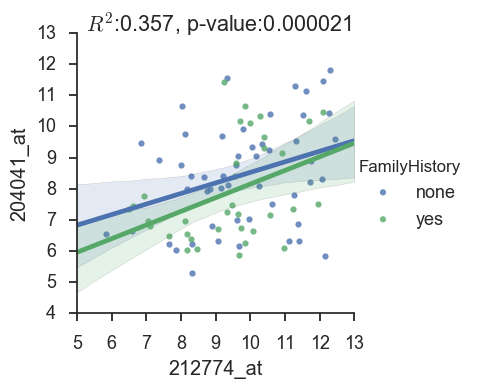 R²:0.357, p-value:0.000021
13
12
11
10
9
8
7
6
5
4
204041_at
5 6 7 8 9 10 11 12 13
212774_at
FamilyHistory
none
yes